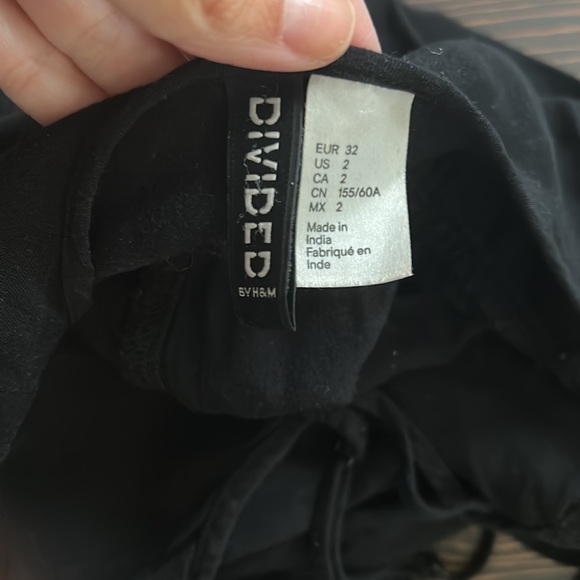 DIVIDED
BY H&M
EUR 32
US 2
CA 2
CN 155/60A
MX 2
Made in
India
Fabriqué en
Inde